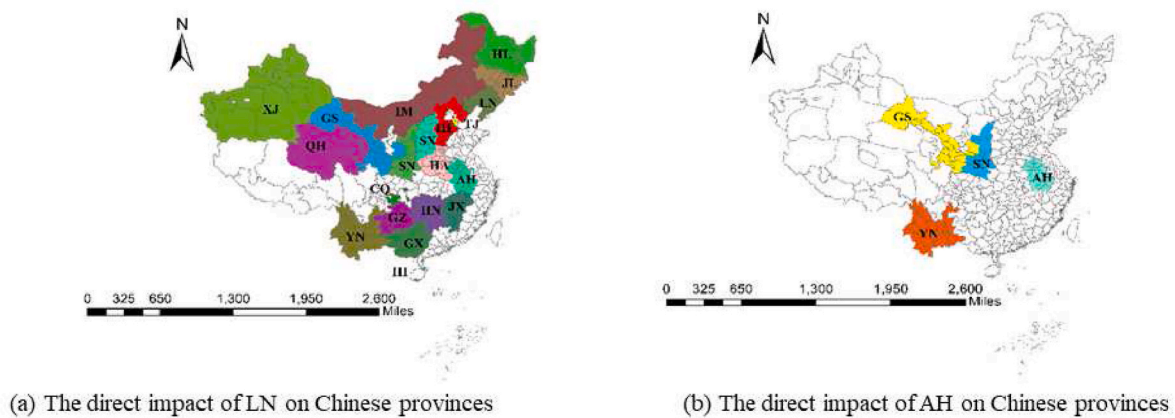 N
HL
JL
LN
XJ
GS
IM
HB
TJ
QH
SX
SN
HA
AH
CQ
GZ
HN
JX
YN
GX
HI
0 325 650 1,300 1,950 2,600
Miles
(a) The direct impact of LN on Chinese provinces
N
GS
SN
AH
YN
0 325 650 1,300 1,950 2,600
Miles
(b) The direct impact of AH on Chinese provinces